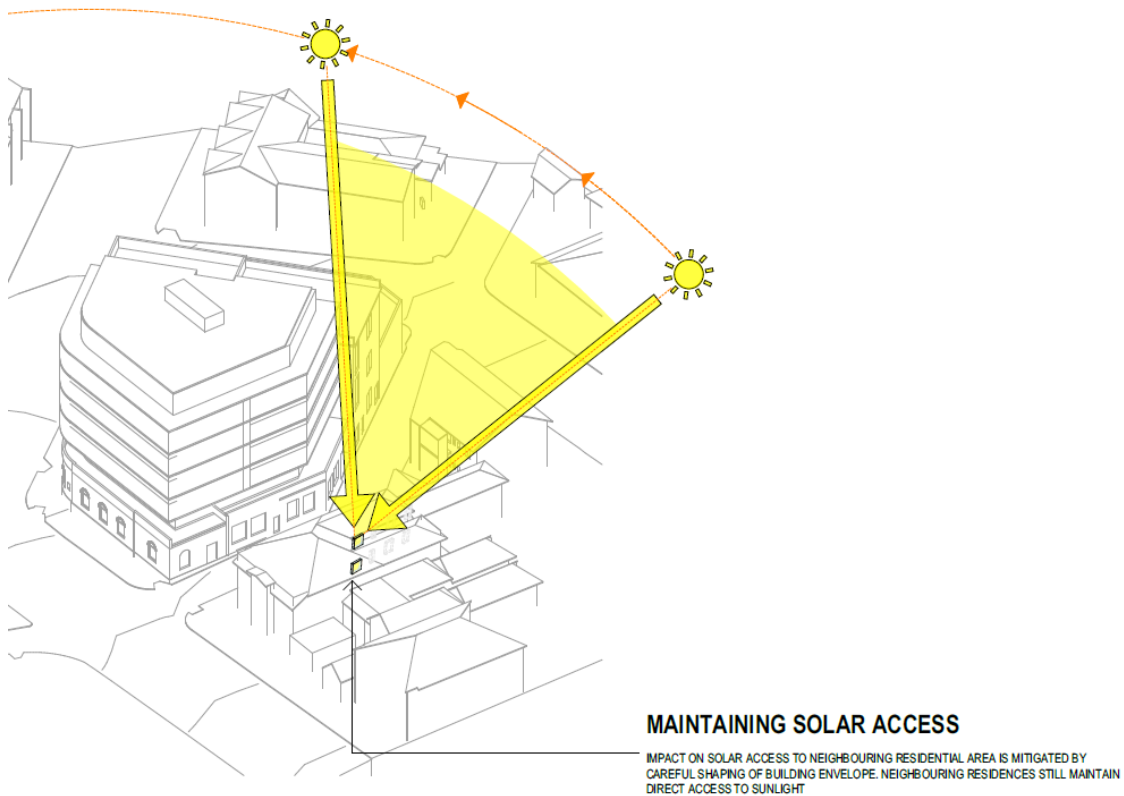 MAINTAINING SOLAR ACCESS
IMPACT ON SOLAR ACCESS TO NEIGHBOURING RESIDENTIAL AREA IS MITIGATED BY
CAREFUL SHAPING OF BUILDING ENVELOPE. NEIGHBOURING RESIDENCES STILL MAINTAIN
DIRECT ACCESS TO SUNLIGHT